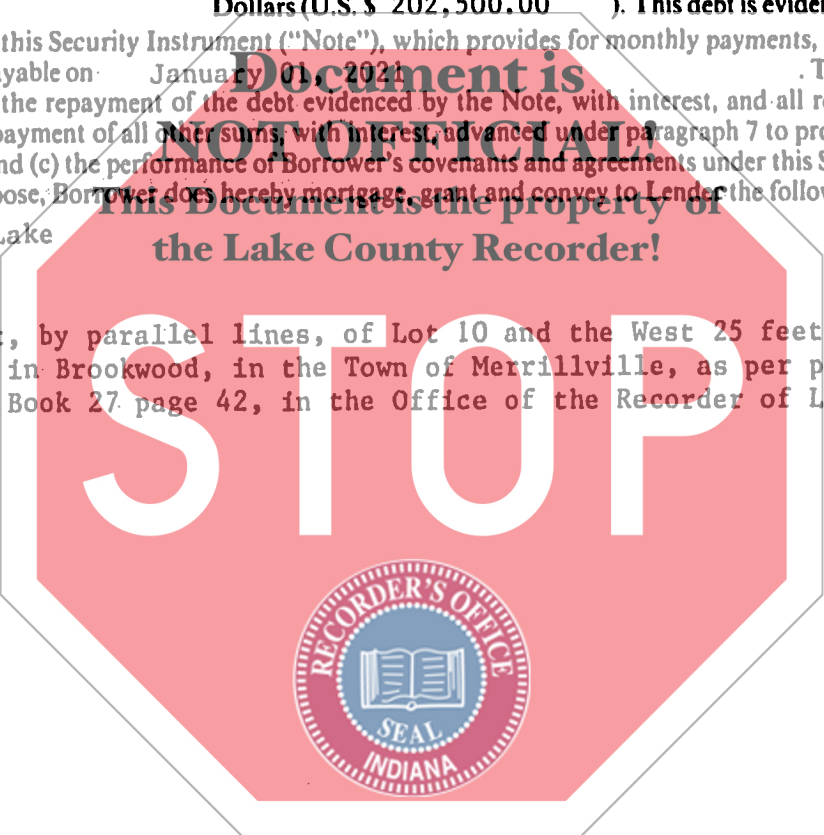 Dollars (U.S. $ 202,500.00 ). This debt is evide
this Security Instrument ("Note"), which provides for monthly payments,
yable on January 01, 2021 . T
Document is
the repayment of the debt evidenced by the Note, with interest, and all r
payment of all other sums, with interest, advanced under paragraph 7 to pro
NOT OFFICIAL!
nd (c) the performance of Borrower's covenants and agreements under this S
pose, Borrower does hereby mortgage, grant and convey to Lender the follow
This Document is the property of
Lake
the Lake County Recorder!
STOP
, by parallel lines, of Lot 10 and the West 25 feet
in Brookwood, in the Town of Merrillville, as per p
Book 27 page 42, in the Office of the Recorder of L
RECORDER'S OFFICE
SEAL
INDIANA